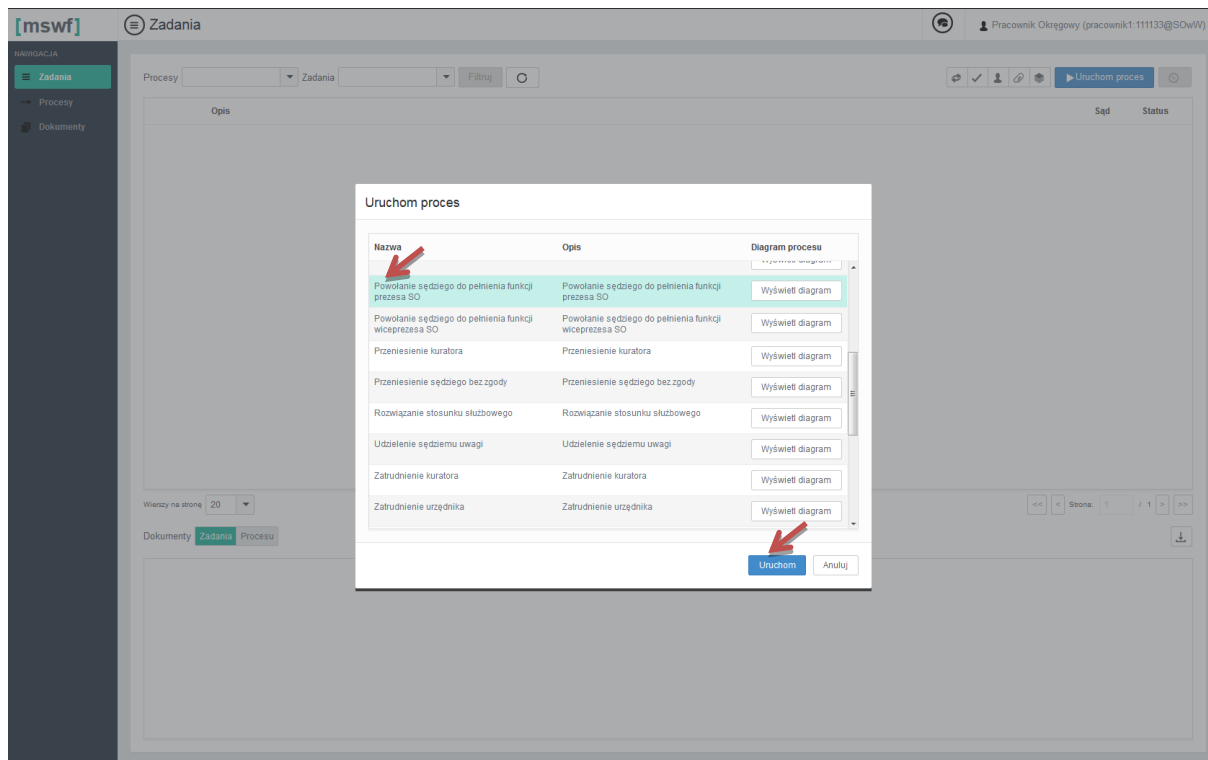 [mswf]
Zadania
Pracownik Okręgowy (pracownik1:111133@SOwW)
NAWIGACJA
Zadania
Procesy
Dokumenty
Procesy Zadania Filtruj Uruchom proces
Opis Sąd Status
Uruchom proces
Nazwa Opis Diagram procesu
Wyświetl diagram
Powołanie sędziego do pełnienia funkcji prezesa SO Powołanie sędziego do pełnienia funkcji prezesa SO Wyświetl diagram
Powołanie sędziego do pełnienia funkcji wiceprezesa SO Powołanie sędziego do pełnienia funkcji wiceprezesa SO Wyświetl diagram
Przeniesienie kuratora Przeniesienie kuratora Wyświetl diagram
Przeniesienie sędziego bez zgody Przeniesienie sędziego bez zgody Wyświetl diagram
Rozwiązanie stosunku służbowego Rozwiązanie stosunku służbowego Wyświetl diagram
Udzielenie sędziemu uwagi Udzielenie sędziemu uwagi Wyświetl diagram
Zatrudnienie kuratora Zatrudnienie kuratora Wyświetl diagram
Zatrudnienie urzędnika Zatrudnienie urzędnika Wyświetl diagram
Uruchom Anuluj
Wierszy na stronę 20 << < Strona: 1 / 1 > >>
Dokumenty Zadania Procesu